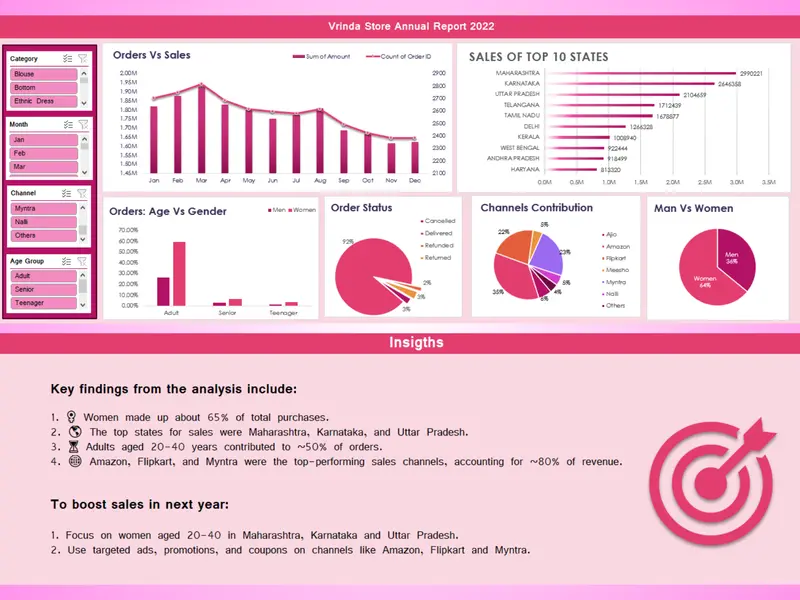 Vrinda Store Annual Report 2022
Category
Blouse
Bottom
Ethnic Dress
Month
Jan
Feb
Mar
Channel
Myntra
Nalli
Others
Age Group
Adult
Senior
Teenager
Orders Vs Sales
Sum of Amount
Count of Order ID
2.00M
1.95M
1.90M
1.85M
1.80M
1.75M
1.70M
1.65M
1.60M
1.55M
1.50M
1.45M
2900
2800
2700
2600
2500
2400
2300
2200
2100
Jan Feb Mar Apr May Jun Jul Aug Sep Oct Nov Dec
SALES OF TOP 10 STATES
MAHARASHTRA 2990221
KARNATAKA 2646358
UTTAR PRADESH 2104659
TELANGANA 1712439
TAMIL NADU 1678877
DELHI 1266328
KERALA 1008940
WEST BENGAL 922444
ANDHRA PRADESH 918499
HARYANA 813320
0.0M 0.5M 1.0M 1.5M 2.0M 2.5M 3.0M 3.5M
Orders: Age Vs Gender
Men Women
70.00%
60.00%
50.00%
40.00%
30.00%
20.00%
10.00%
0.00%
Adult Senior Teenager
Order Status
Cancelled
Delivered
Refunded
Returned
92%
2%
3%
3%
Channels Contribution
Ajio
Amazon
Flipkart
Meesho
Myntra
Nalli
Others
22%
5%
23%
5%
4%
6%
35%
Man Vs Women
Men
36%
Women
64%
Insigths
Key findings from the analysis include:
1. Women made up about 65% of total purchases.
2. The top states for sales were Maharashtra, Karnataka, and Uttar Pradesh.
3. Adults aged 20-40 years contributed to ~50% of orders.
4. Amazon, Flipkart, and Myntra were the top-performing sales channels, accounting for ~80% of revenue.
To boost sales in next year:
1. Focus on women aged 20-40 in Maharashtra, Karnataka and Uttar Pradesh.
2. Use targeted ads, promotions, and coupons on channels like Amazon, Flipkart and Myntra.